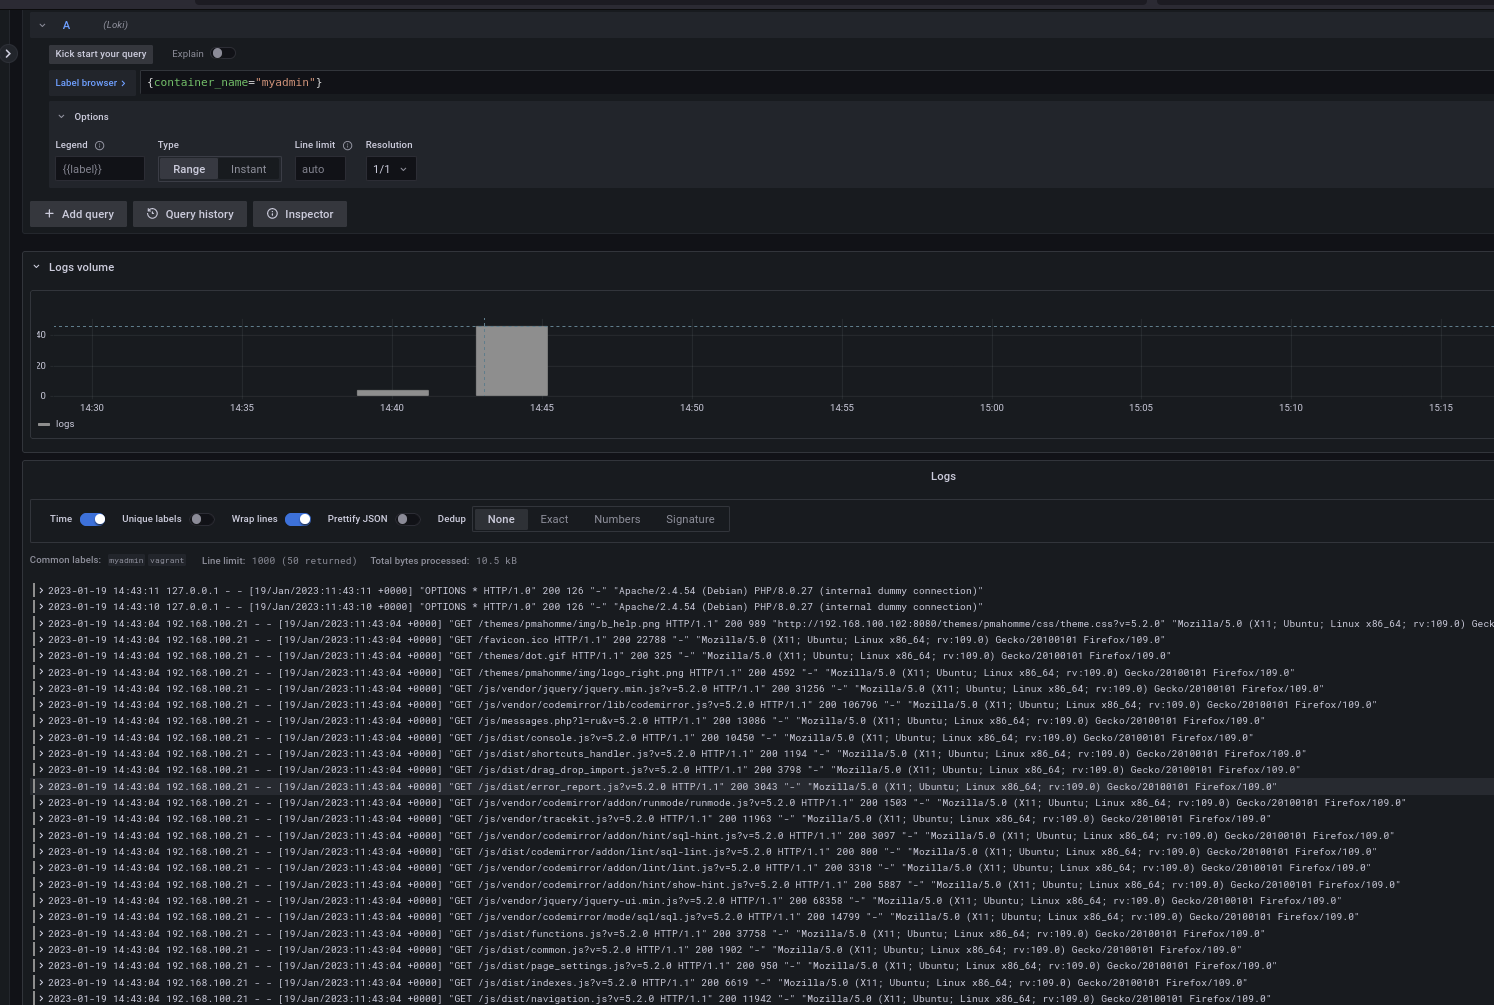 A (Loki)
Kick start your query Explain
Label browser > {container_name="myadmin"}
Options
Legend Type Line limit Resolution
{{label}} Range Instant auto 1/1
+ Add query Query history Inspector
Logs volume
40
20
0
14:30 14:35 14:40 14:45 14:50 14:55 15:00 15:05 15:10 15:15
logs
Logs
Time Unique labels Wrap lines Prettify JSON Dedup None Exact Numbers Signature
Common labels: myadmin vagrant Line limit: 1000 (50 returned) Total bytes processed: 10.5 kB
> 2023-01-19 14:43:11 127.0.0.1 - - [19/Jan/2023:11:43:11 +0000] "OPTIONS * HTTP/1.0" 200 126 "-" "Apache/2.4.54 (Debian) PHP/8.0.27 (internal dummy connection)"
> 2023-01-19 14:43:10 127.0.0.1 - - [19/Jan/2023:11:43:10 +0000] "OPTIONS * HTTP/1.0" 200 126 "-" "Apache/2.4.54 (Debian) PHP/8.0.27 (internal dummy connection)"
> 2023-01-19 14:43:04 192.168.100.21 - - [19/Jan/2023:11:43:04 +0000] "GET /themes/pmahomme/img/b_help.png HTTP/1.1" 200 989 "http://192.168.100.102:8080/themes/pmahomme/css/theme.css?v=5.2.0" "Mozilla/5.0 (X11; Ubuntu; Linux x86_64; rv:109.0) Geck
> 2023-01-19 14:43:04 192.168.100.21 - - [19/Jan/2023:11:43:04 +0000] "GET /favicon.ico HTTP/1.1" 200 22788 "-" "Mozilla/5.0 (X11; Ubuntu; Linux x86_64; rv:109.0) Gecko/20100101 Firefox/109.0"
> 2023-01-19 14:43:04 192.168.100.21 - - [19/Jan/2023:11:43:04 +0000] "GET /themes/dot.gif HTTP/1.1" 200 325 "-" "Mozilla/5.0 (X11; Ubuntu; Linux x86_64; rv:109.0) Gecko/20100101 Firefox/109.0"
> 2023-01-19 14:43:04 192.168.100.21 - - [19/Jan/2023:11:43:04 +0000] "GET /themes/pmahomme/img/logo_right.png HTTP/1.1" 200 4592 "-" "Mozilla/5.0 (X11; Ubuntu; Linux x86_64; rv:109.0) Gecko/20100101 Firefox/109.0"
> 2023-01-19 14:43:04 192.168.100.21 - - [19/Jan/2023:11:43:04 +0000] "GET /js/vendor/jquery/jquery.min.js?v=5.2.0 HTTP/1.1" 200 31256 "-" "Mozilla/5.0 (X11; Ubuntu; Linux x86_64; rv:109.0) Gecko/20100101 Firefox/109.0"
> 2023-01-19 14:43:04 192.168.100.21 - - [19/Jan/2023:11:43:04 +0000] "GET /js/vendor/codemirror/lib/codemirror.js?v=5.2.0 HTTP/1.1" 200 106796 "-" "Mozilla/5.0 (X11; Ubuntu; Linux x86_64; rv:109.0) Gecko/20100101 Firefox/109.0"
> 2023-01-19 14:43:04 192.168.100.21 - - [19/Jan/2023:11:43:04 +0000] "GET /js/messages.php?l=ru&v=5.2.0 HTTP/1.1" 200 13086 "-" "Mozilla/5.0 (X11; Ubuntu; Linux x86_64; rv:109.0) Gecko/20100101 Firefox/109.0"
> 2023-01-19 14:43:04 192.168.100.21 - - [19/Jan/2023:11:43:04 +0000] "GET /js/dist/console.js?v=5.2.0 HTTP/1.1" 200 10450 "-" "Mozilla/5.0 (X11; Ubuntu; Linux x86_64; rv:109.0) Gecko/20100101 Firefox/109.0"
> 2023-01-19 14:43:04 192.168.100.21 - - [19/Jan/2023:11:43:04 +0000] "GET /js/dist/shortcuts_handler.js?v=5.2.0 HTTP/1.1" 200 1194 "-" "Mozilla/5.0 (X11; Ubuntu; Linux x86_64; rv:109.0) Gecko/20100101 Firefox/109.0"
> 2023-01-19 14:43:04 192.168.100.21 - - [19/Jan/2023:11:43:04 +0000] "GET /js/dist/drag_drop_import.js?v=5.2.0 HTTP/1.1" 200 3798 "-" "Mozilla/5.0 (X11; Ubuntu; Linux x86_64; rv:109.0) Gecko/20100101 Firefox/109.0"
> 2023-01-19 14:43:04 192.168.100.21 - - [19/Jan/2023:11:43:04 +0000] "GET /js/dist/error_report.js?v=5.2.0 HTTP/1.1" 200 3043 "-" "Mozilla/5.0 (X11; Ubuntu; Linux x86_64; rv:109.0) Gecko/20100101 Firefox/109.0"
> 2023-01-19 14:43:04 192.168.100.21 - - [19/Jan/2023:11:43:04 +0000] "GET /js/vendor/codemirror/addon/runmode/runmode.js?v=5.2.0 HTTP/1.1" 200 1503 "-" "Mozilla/5.0 (X11; Ubuntu; Linux x86_64; rv:109.0) Gecko/20100101 Firefox/109.0"
> 2023-01-19 14:43:04 192.168.100.21 - - [19/Jan/2023:11:43:04 +0000] "GET /js/vendor/tracekit.js?v=5.2.0 HTTP/1.1" 200 11963 "-" "Mozilla/5.0 (X11; Ubuntu; Linux x86_64; rv:109.0) Gecko/20100101 Firefox/109.0"
> 2023-01-19 14:43:04 192.168.100.21 - - [19/Jan/2023:11:43:04 +0000] "GET /js/vendor/codemirror/addon/hint/sql-hint.js?v=5.2.0 HTTP/1.1" 200 3097 "-" "Mozilla/5.0 (X11; Ubuntu; Linux x86_64; rv:109.0) Gecko/20100101 Firefox/109.0"
> 2023-01-19 14:43:04 192.168.100.21 - - [19/Jan/2023:11:43:04 +0000] "GET /js/dist/codemirror/addon/lint/sql-lint.js?v=5.2.0 HTTP/1.1" 200 800 "-" "Mozilla/5.0 (X11; Ubuntu; Linux x86_64; rv:109.0) Gecko/20100101 Firefox/109.0"
> 2023-01-19 14:43:04 192.168.100.21 - - [19/Jan/2023:11:43:04 +0000] "GET /js/vendor/codemirror/addon/lint/lint.js?v=5.2.0 HTTP/1.1" 200 3318 "-" "Mozilla/5.0 (X11; Ubuntu; Linux x86_64; rv:109.0) Gecko/20100101 Firefox/109.0"
> 2023-01-19 14:43:04 192.168.100.21 - - [19/Jan/2023:11:43:04 +0000] "GET /js/vendor/codemirror/addon/hint/show-hint.js?v=5.2.0 HTTP/1.1" 200 5887 "-" "Mozilla/5.0 (X11; Ubuntu; Linux x86_64; rv:109.0) Gecko/20100101 Firefox/109.0"
> 2023-01-19 14:43:04 192.168.100.21 - - [19/Jan/2023:11:43:04 +0000] "GET /js/vendor/jquery/jquery-ui.min.js?v=5.2.0 HTTP/1.1" 200 68358 "-" "Mozilla/5.0 (X11; Ubuntu; Linux x86_64; rv:109.0) Gecko/20100101 Firefox/109.0"
> 2023-01-19 14:43:04 192.168.100.21 - - [19/Jan/2023:11:43:04 +0000] "GET /js/vendor/codemirror/mode/sql/sql.js?v=5.2.0 HTTP/1.1" 200 14799 "-" "Mozilla/5.0 (X11; Ubuntu; Linux x86_64; rv:109.0) Gecko/20100101 Firefox/109.0"
> 2023-01-19 14:43:04 192.168.100.21 - - [19/Jan/2023:11:43:04 +0000] "GET /js/dist/functions.js?v=5.2.0 HTTP/1.1" 200 37758 "-" "Mozilla/5.0 (X11; Ubuntu; Linux x86_64; rv:109.0) Gecko/20100101 Firefox/109.0"
> 2023-01-19 14:43:04 192.168.100.21 - - [19/Jan/2023:11:43:04 +0000] "GET /js/dist/common.js?v=5.2.0 HTTP/1.1" 200 1902 "-" "Mozilla/5.0 (X11; Ubuntu; Linux x86_64; rv:109.0) Gecko/20100101 Firefox/109.0"
> 2023-01-19 14:43:04 192.168.100.21 - - [19/Jan/2023:11:43:04 +0000] "GET /js/dist/page_settings.js?v=5.2.0 HTTP/1.1" 200 950 "-" "Mozilla/5.0 (X11; Ubuntu; Linux x86_64; rv:109.0) Gecko/20100101 Firefox/109.0"
> 2023-01-19 14:43:04 192.168.100.21 - - [19/Jan/2023:11:43:04 +0000] "GET /js/dist/indexes.js?v=5.2.0 HTTP/1.1" 200 6619 "-" "Mozilla/5.0 (X11; Ubuntu; Linux x86_64; rv:109.0) Gecko/20100101 Firefox/109.0"
> 2023-01-19 14:43:04 192.168.100.21 - - [19/Jan/2023:11:43:04 +0000] "GET /js/dist/navigation.js?v=5.2.0 HTTP/1.1" 200 11942 "-" "Mozilla/5.0 (X11; Ubuntu; Linux x86_64; rv:109.0) Gecko/20100101 Firefox/109.0"